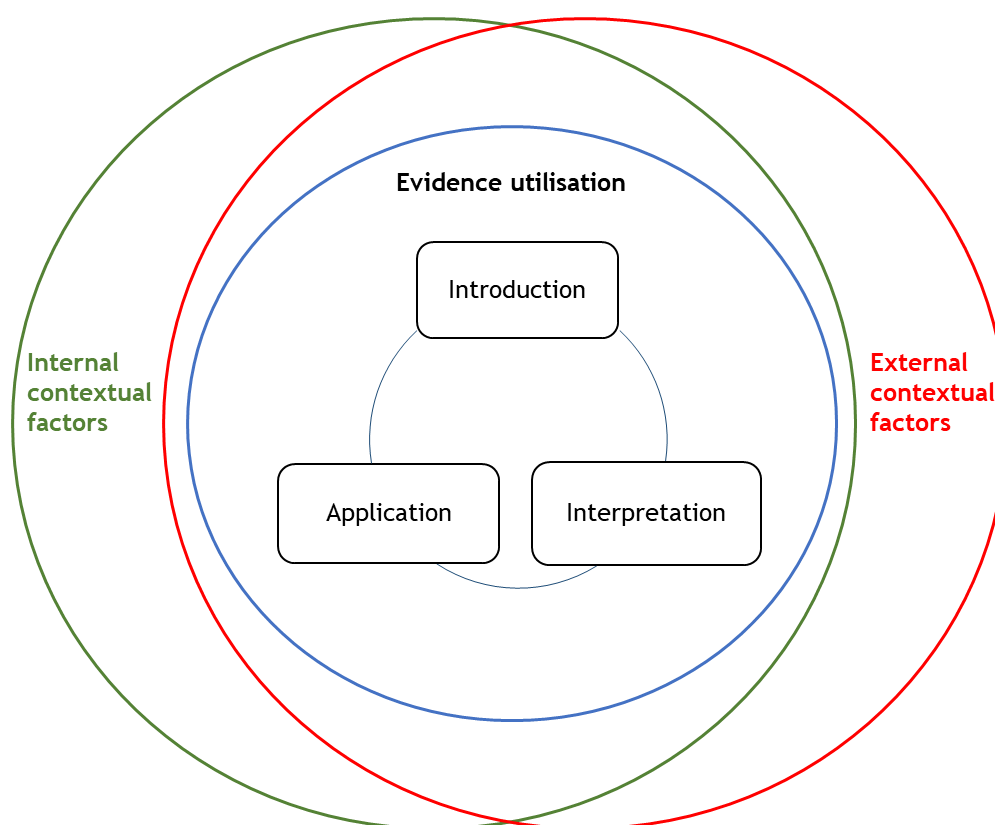 Evidence utilisation
Introduction
Internal
contextual
factors
External
contextual
factors
Application
Interpretation